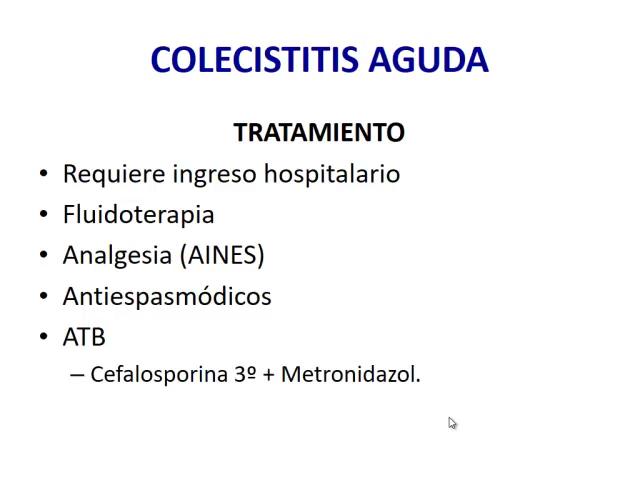 COLECISTITIS AGUDA
TRATAMIENTO
• Requiere ingreso hospitalario
• Fluidoterapia
• Analgesia (AINES)
• Antiespasmódicos
• ATB
– Cefalosporina 3º + Metronidazol.